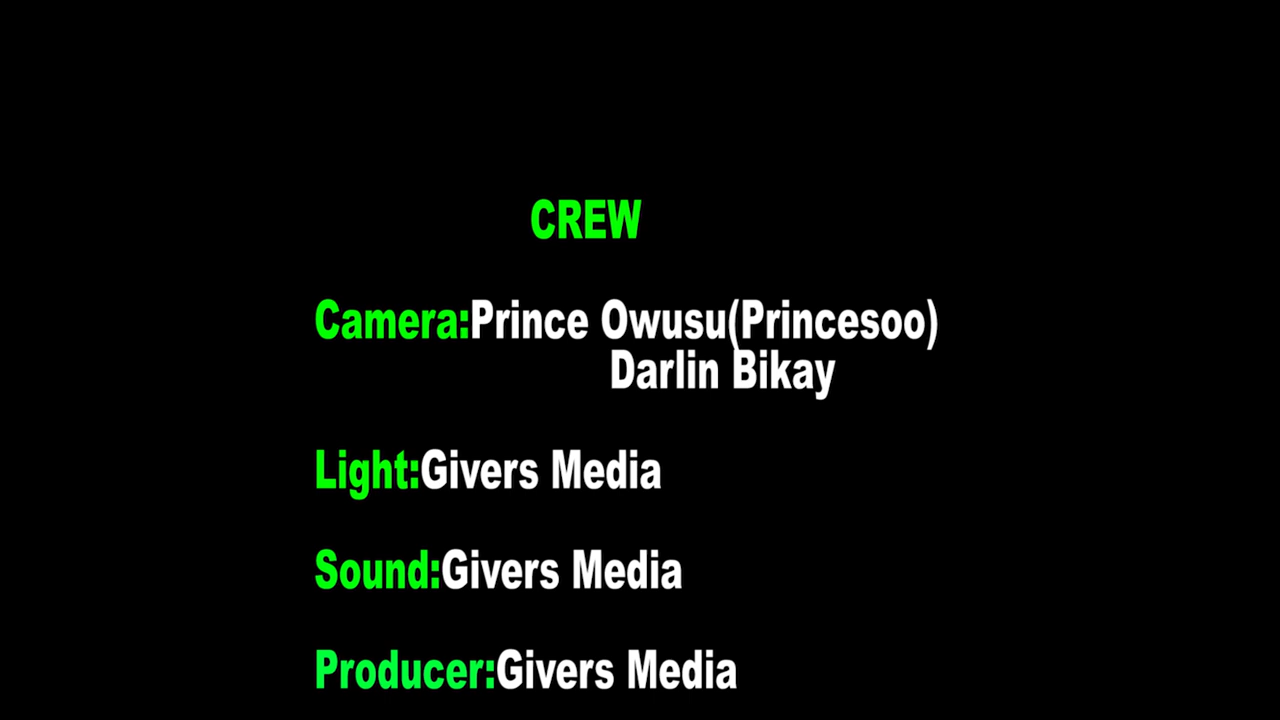 CREW
Camera:Prince Owusu(Princesoo)
Darlin Bikay
Light:Givers Media
Sound:Givers Media
Producer:Givers Media